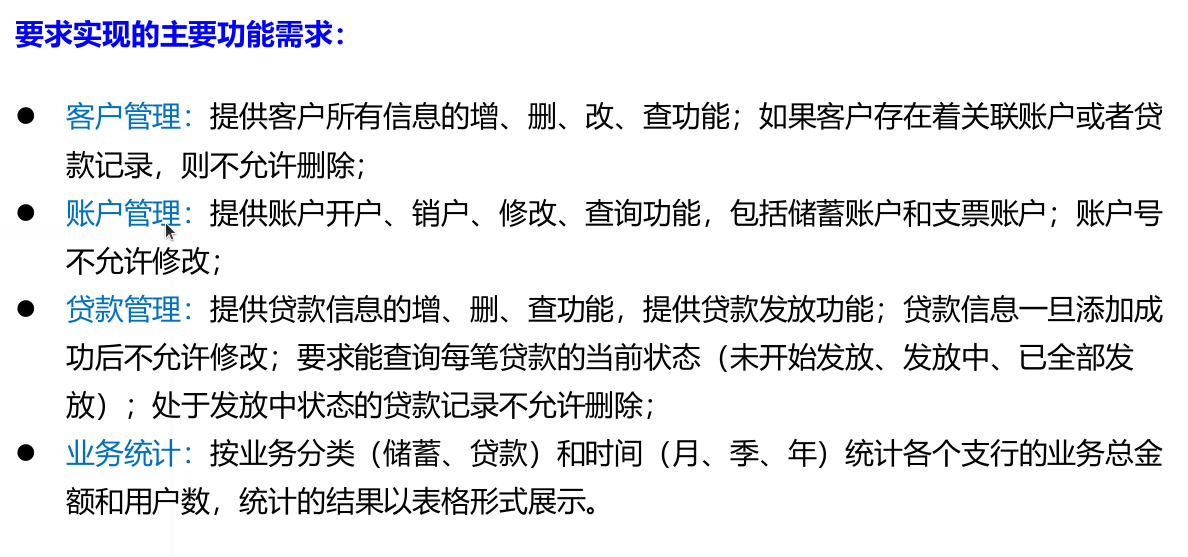 要求实现的主要功能需求：
● 客户管理：提供客户所有信息的增、删、改、查功能；如果客户存在着关联账户或者贷
款记录，则不允许删除；
● 账户管理：提供账户开户、销户、修改、查询功能，包括储蓄账户和支票账户；账户号
不允许修改；
● 贷款管理：提供贷款信息的增、删、查功能，提供贷款发放功能；贷款信息一旦添加成
功后不允许修改；要求能查询每笔贷款的当前状态（未开始发放、发放中、已全部发
放）；处于发放中状态的贷款记录不允许删除；
● 业务统计：按业务分类（储蓄、贷款）和时间（月、季、年）统计各个支行的业务总金
额和用户数，统计的结果以表格形式展示。